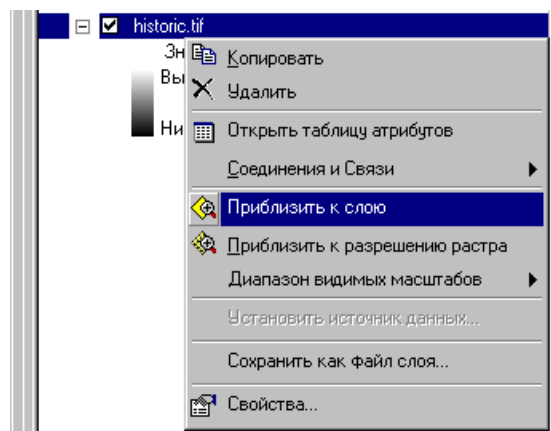 historic.tif
Зн
Копировать
Вы
Удалить
Ни
Открыть таблицу атрибутов
Соединения и Связи
Приблизить к слою
Приблизить к разрешению растра
Диапазон видимых масштабов
Установить источник данных...
Сохранить как файл слоя...
Свойства...